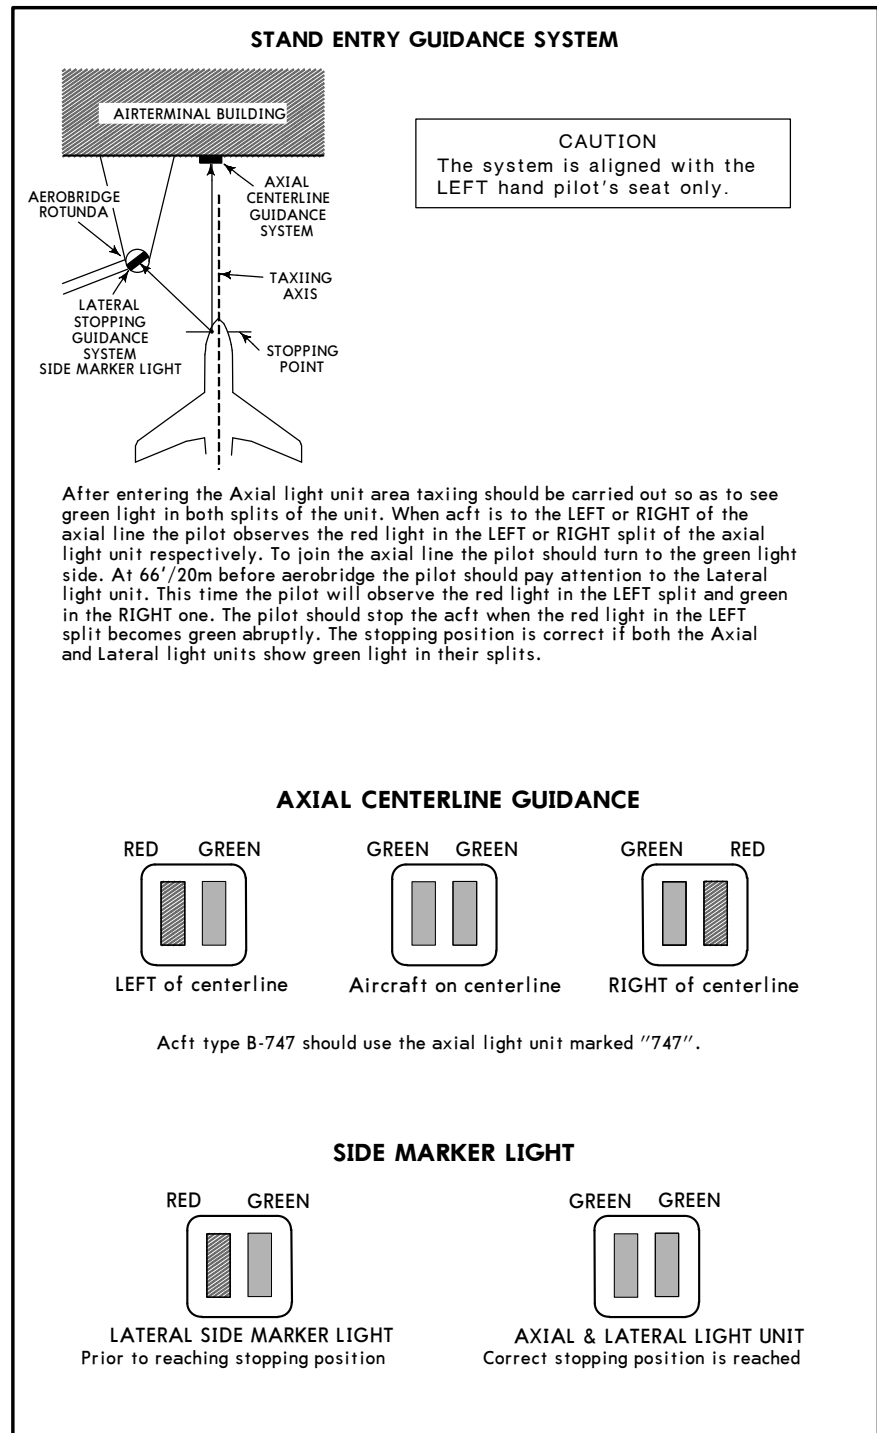 STAND ENTRY GUIDANCE SYSTEM
AIRTERMINAL BUILDING
CAUTION
The system is aligned with the
LEFT hand pilot's seat only.
AXIAL
CENTERLINE
GUIDANCE
SYSTEM
AEROBRIDGE
ROTUNDA
TAXIING
AXIS
LATERAL
STOPPING
GUIDANCE
SYSTEM
SIDE MARKER LIGHT
STOPPING
POINT
After entering the Axial light unit area taxiing should be carried out so as to see
green light in both splits of the unit. When acft is to the LEFT or RIGHT of the
axial line the pilot observes the red light in the LEFT or RIGHT split of the axial
light unit respectively. To join the axial line the pilot should turn to the green light
side. At 66'/20m before aerobridge the pilot should pay attention to the Lateral
light unit. This time the pilot will observe the red light in the LEFT split and green
in the RIGHT one. The pilot should stop the acft when the red light in the LEFT
split becomes green abruptly. The stopping position is correct if both the Axial
and Lateral light units show green light in their splits.
AXIAL CENTERLINE GUIDANCE
RED GREEN
LEFT of centerline
GREEN GREEN
Aircraft on centerline
GREEN RED
RIGHT of centerline
Acft type B-747 should use the axial light unit marked "747".
SIDE MARKER LIGHT
RED GREEN
LATERAL SIDE MARKER LIGHT
Prior to reaching stopping position
GREEN GREEN
AXIAL & LATERAL LIGHT UNIT
Correct stopping position is reached